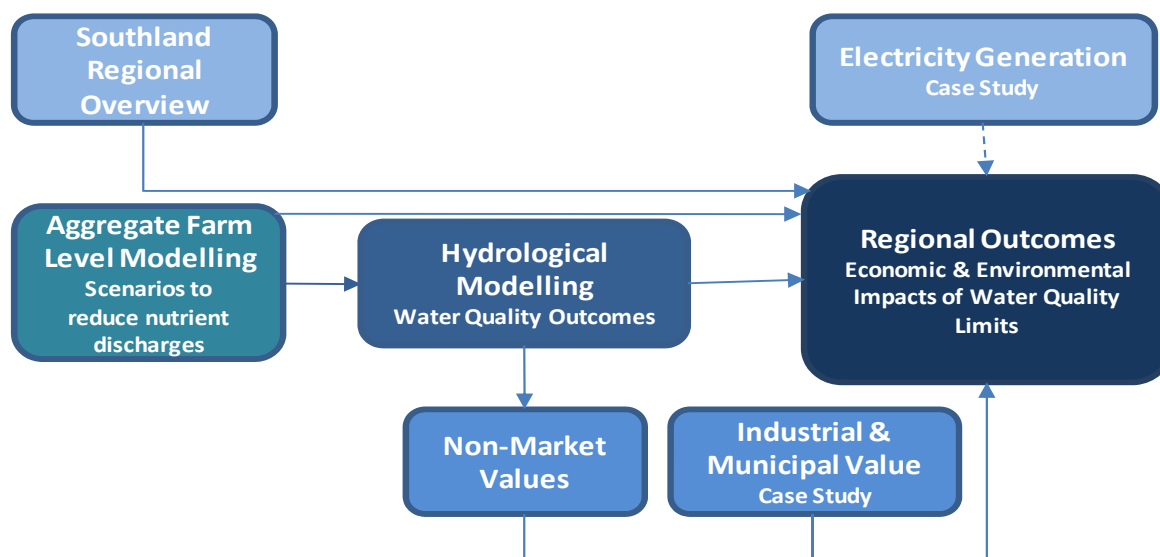 Southland
Regional
Overview
Electricity Generation
Case Study
Aggregate Farm
Level Modelling
Scenarios to
reduce nutrient
discharges
Hydrological
Modelling
Water Quality Outcomes
Regional Outcomes
Economic & Environmental
Impacts of Water Quality
Limits
Non-Market
Values
Industrial &
Municipal Value
Case Study